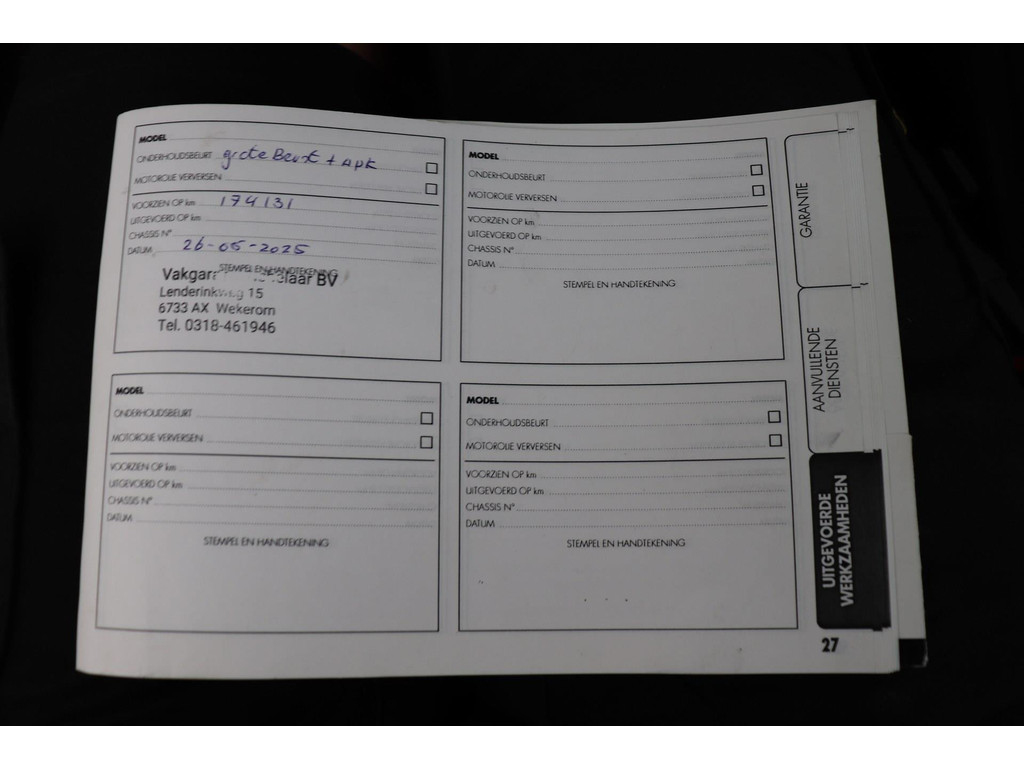 MODEL
ONDERHOUDSBEURT grote Beurt + apk
MOTOROLIE VERVERSEN
VOORZIEN OP km 174131
UITGEVOERD OP km
CHASSIS N°
DATUM 26-05-2025
STEMPEL EN HANDTEKENING
BV
15
6733 AX Wekerom
Tel. 0318-461946
MODEL
ONDERHOUDSBEURT
MOTOROLIE VERVERSEN
VOORZIEN OP km
UITGEVOERD OP km
CHASSIS N°
DATUM
STEMPEL EN HANDTEKENING
MODEL
ONDERHOUDSBEURT
MOTOROLIE VERVERSEN
VOORZIEN OP km
UITGEVOERD OP km
CHASSIS N°
DATUM
STEMPEL EN HANDTEKENING
MODEL
ONDERHOUDSBEURT
MOTOROLIE VERVERSEN
VOORZIEN OP km
UITGEVOERD OP km
CHASSIS N°
DATUM
STEMPEL EN HANDTEKENING
GARANTIE
AANVULLENDE
DIENSTEN
UITGEVOERDE
WERKZAAMHEDEN
27